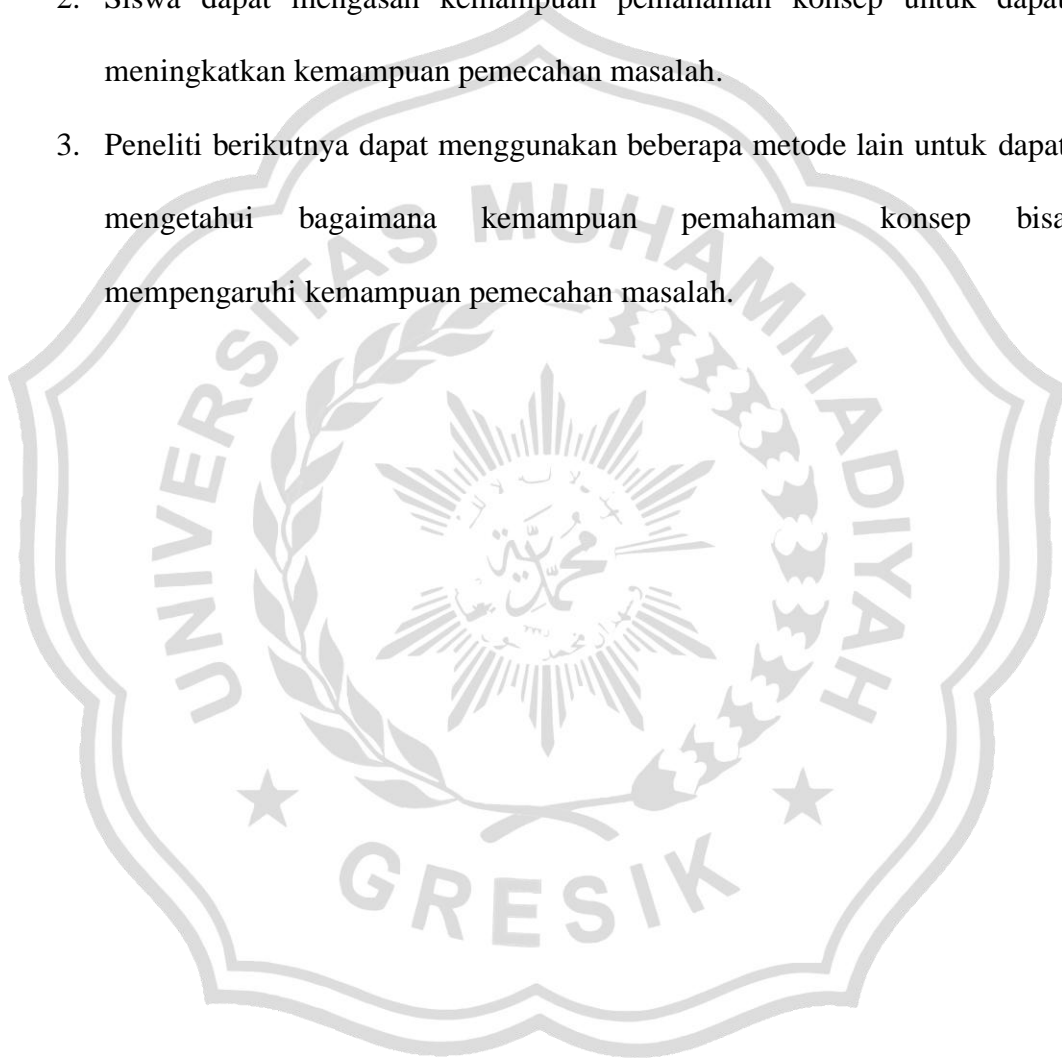 2. Siswa dapat mengasah kemampuan pemahaman konsep untuk dapat
meningkatkan kemampuan pemecahan masalah.
3. Peneliti berikutnya dapat menggunakan beberapa metode lain untuk dapat
mengetahui bagaimana kemampuan pemahaman konsep bisa
mempengaruhi kemampuan pemecahan masalah.
UNIVERSITAS MUHAMMADIYAH
محمدية
GRESIK